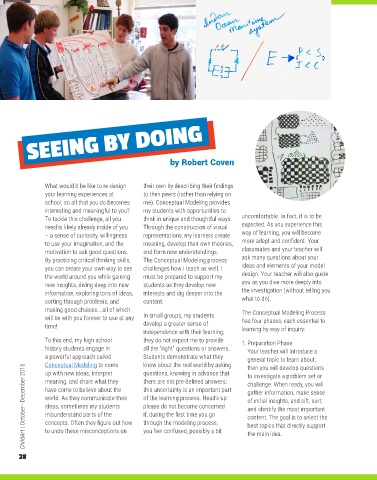 Indian
Ocean
Maritime
System
E → P < S
I < C
SEEING BY DOING
by Robert Coven
What would it be like to re-design
your learning experiences at
school, so all that you do becomes
interesting and meaningful to you?
To tackle this challenge, all you
need is likely already inside of you
– a sense of curiosity, willingness
to use your imagination, and the
motivation to ask good questions.
By practicing critical thinking skills,
you can create your own way to see
the world around you while gaining
new insights, diving deep into new
information, exploring tons of ideas,
sorting through problems, and
making good choices… all of which
will be with you forever to use at any
time!
To this end, my high school
history students engage in
a powerful approach called
Conceptual Modeling to come
up with new ideas, interpret
meaning, and share what they
have come to believe about the
world. As they communicate their
ideas, sometimes my students
misunderstand parts of the
concepts. Often they figure out how
to undo these misconceptions on
their own by describing their findings
to their peers (rather than relying on
me). Conceptual Modeling provides
my students with opportunities to
think in unique and thoughtful ways.
Through the construction of visual
representations, my learners create
meaning, develop their own theories,
and form new understandings.
The Conceptual Modeling process
challenges how I teach as well. I
must be prepared to support my
students as they develop new
interests and dig deeper into the
content.
In small groups, my students
develop a greater sense of
independence with their learning;
they do not expect me to provide
all the "right" questions or answers.
Students demonstrate what they
know about the real world by asking
questions, knowing in advance that
there are not pre-defined answers;
this uncertainty is an important part
of the learning process. Heads up:
please do not become concerned
if, during the first time you go
through the modeling process,
you feel confused, possibly a bit
uncomfortable. In fact, it is to be
expected. As you experience this
way of learning, you will become
more adept and confident. Your
classmates and your teacher will
ask many questions about your
ideas and elements of your model
design. Your teacher will also guide
you as you dive more deeply into
the investigation (without telling you
what to do).
The Conceptual Modeling Process
has four phases, each essential to
learning by way of inquiry:
1. Preparation Phase
Your teacher will introduce a
general topic to learn about;
then you will develop questions
to investigate a problem set or
challenge. When ready, you will
gather information, make sense
of initial insights, and sift, sort,
and identify the most important
content. The goal is to select the
best topics that directly support
the main idea.
ChildArt | October - December 2018
28